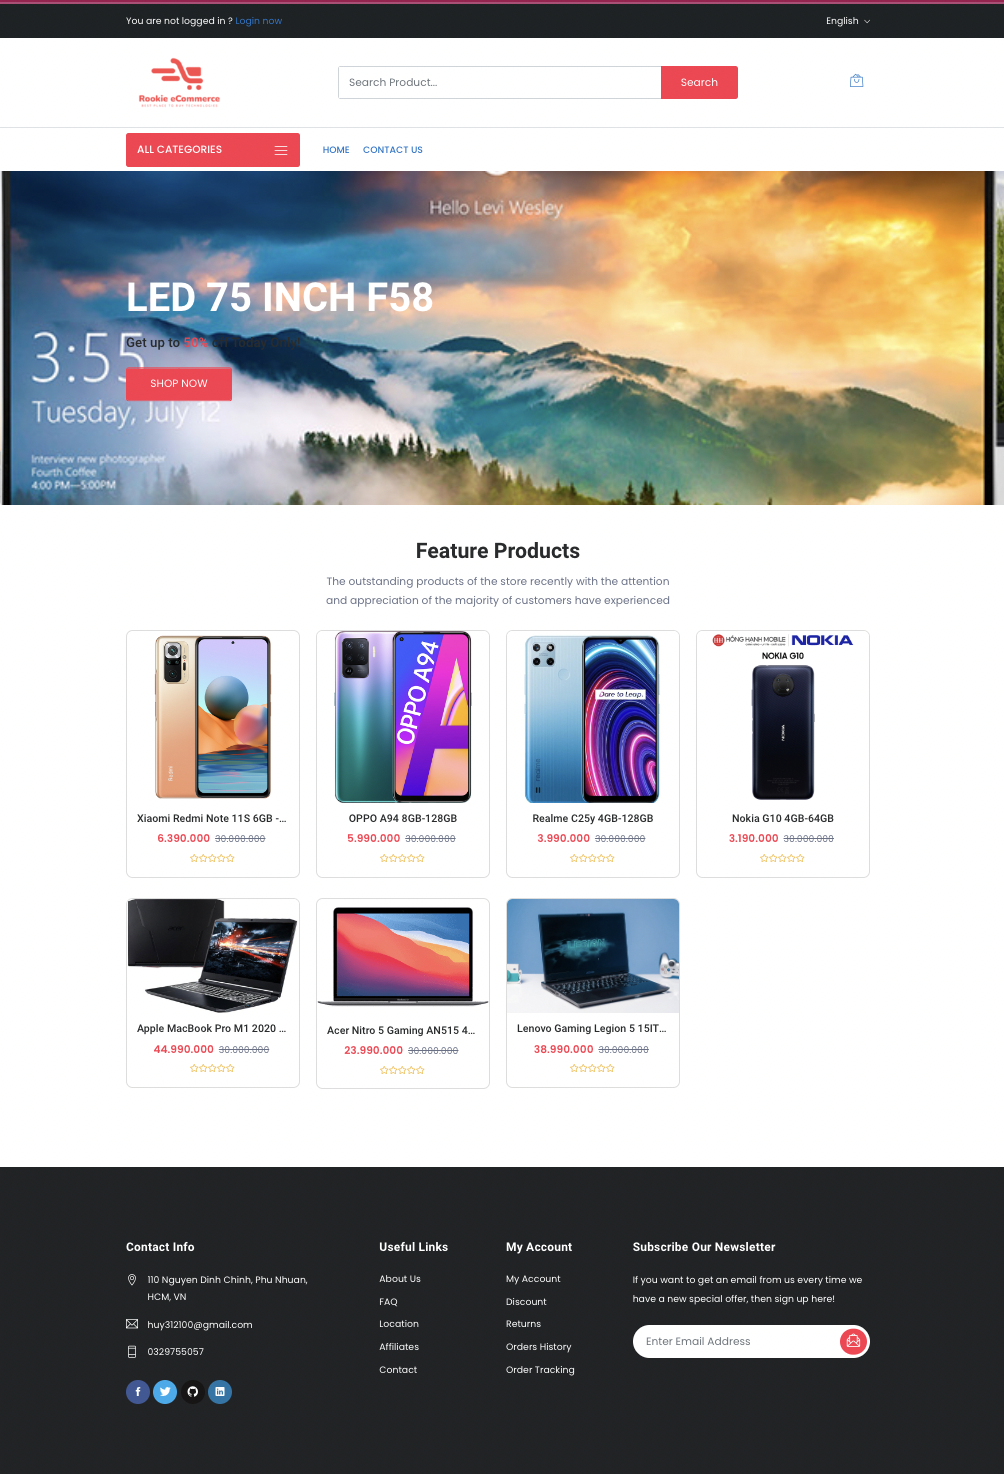 You are not logged in ? Login now
English
Rookie eCommerce
Search Product...
Search
ALL CATEGORIES
HOME
CONTACT US
Hello Levi Wesley
LED 75 INCH F58
Get up to 50% off Today Only!
3:55
SHOP NOW
Tuesday, July 12
Interview new photographer
Fourth Coffee
4:00 PM—5:00PM
Feature Products
The outstanding products of the store recently with the attention
and appreciation of the majority of customers have experienced
Redmi
OPPO A94
realme
Dare to Leap.
HỒNG HẠNH MOBILE
NOKIA
NOKIA G10
NOKIA
Xiaomi Redmi Note 11S 6GB -...
6.390.000 30.000.000
OPPO A94 8GB-128GB
5.990.000 30.000.000
Realme C25y 4GB-128GB
3.990.000 30.000.000
Nokia G10 4GB-64GB
3.190.000 30.000.000
Apple MacBook Pro M1 2020 ...
44.990.000 30.000.000
Acer Nitro 5 Gaming AN515 4...
23.990.000 30.000.000
Lenovo Gaming Legion 5 15IT...
38.990.000 30.000.000
Contact Info
110 Nguyen Dinh Chinh, Phu Nhuan,
HCM, VN
huy312100@gmail.com
0329755057
Useful Links
About Us
FAQ
Location
Affiliates
Contact
My Account
My Account
Discount
Returns
Orders History
Order Tracking
Subscribe Our Newsletter
If you want to get an email from us every time we
have a new special offer, then sign up here!
Enter Email Address